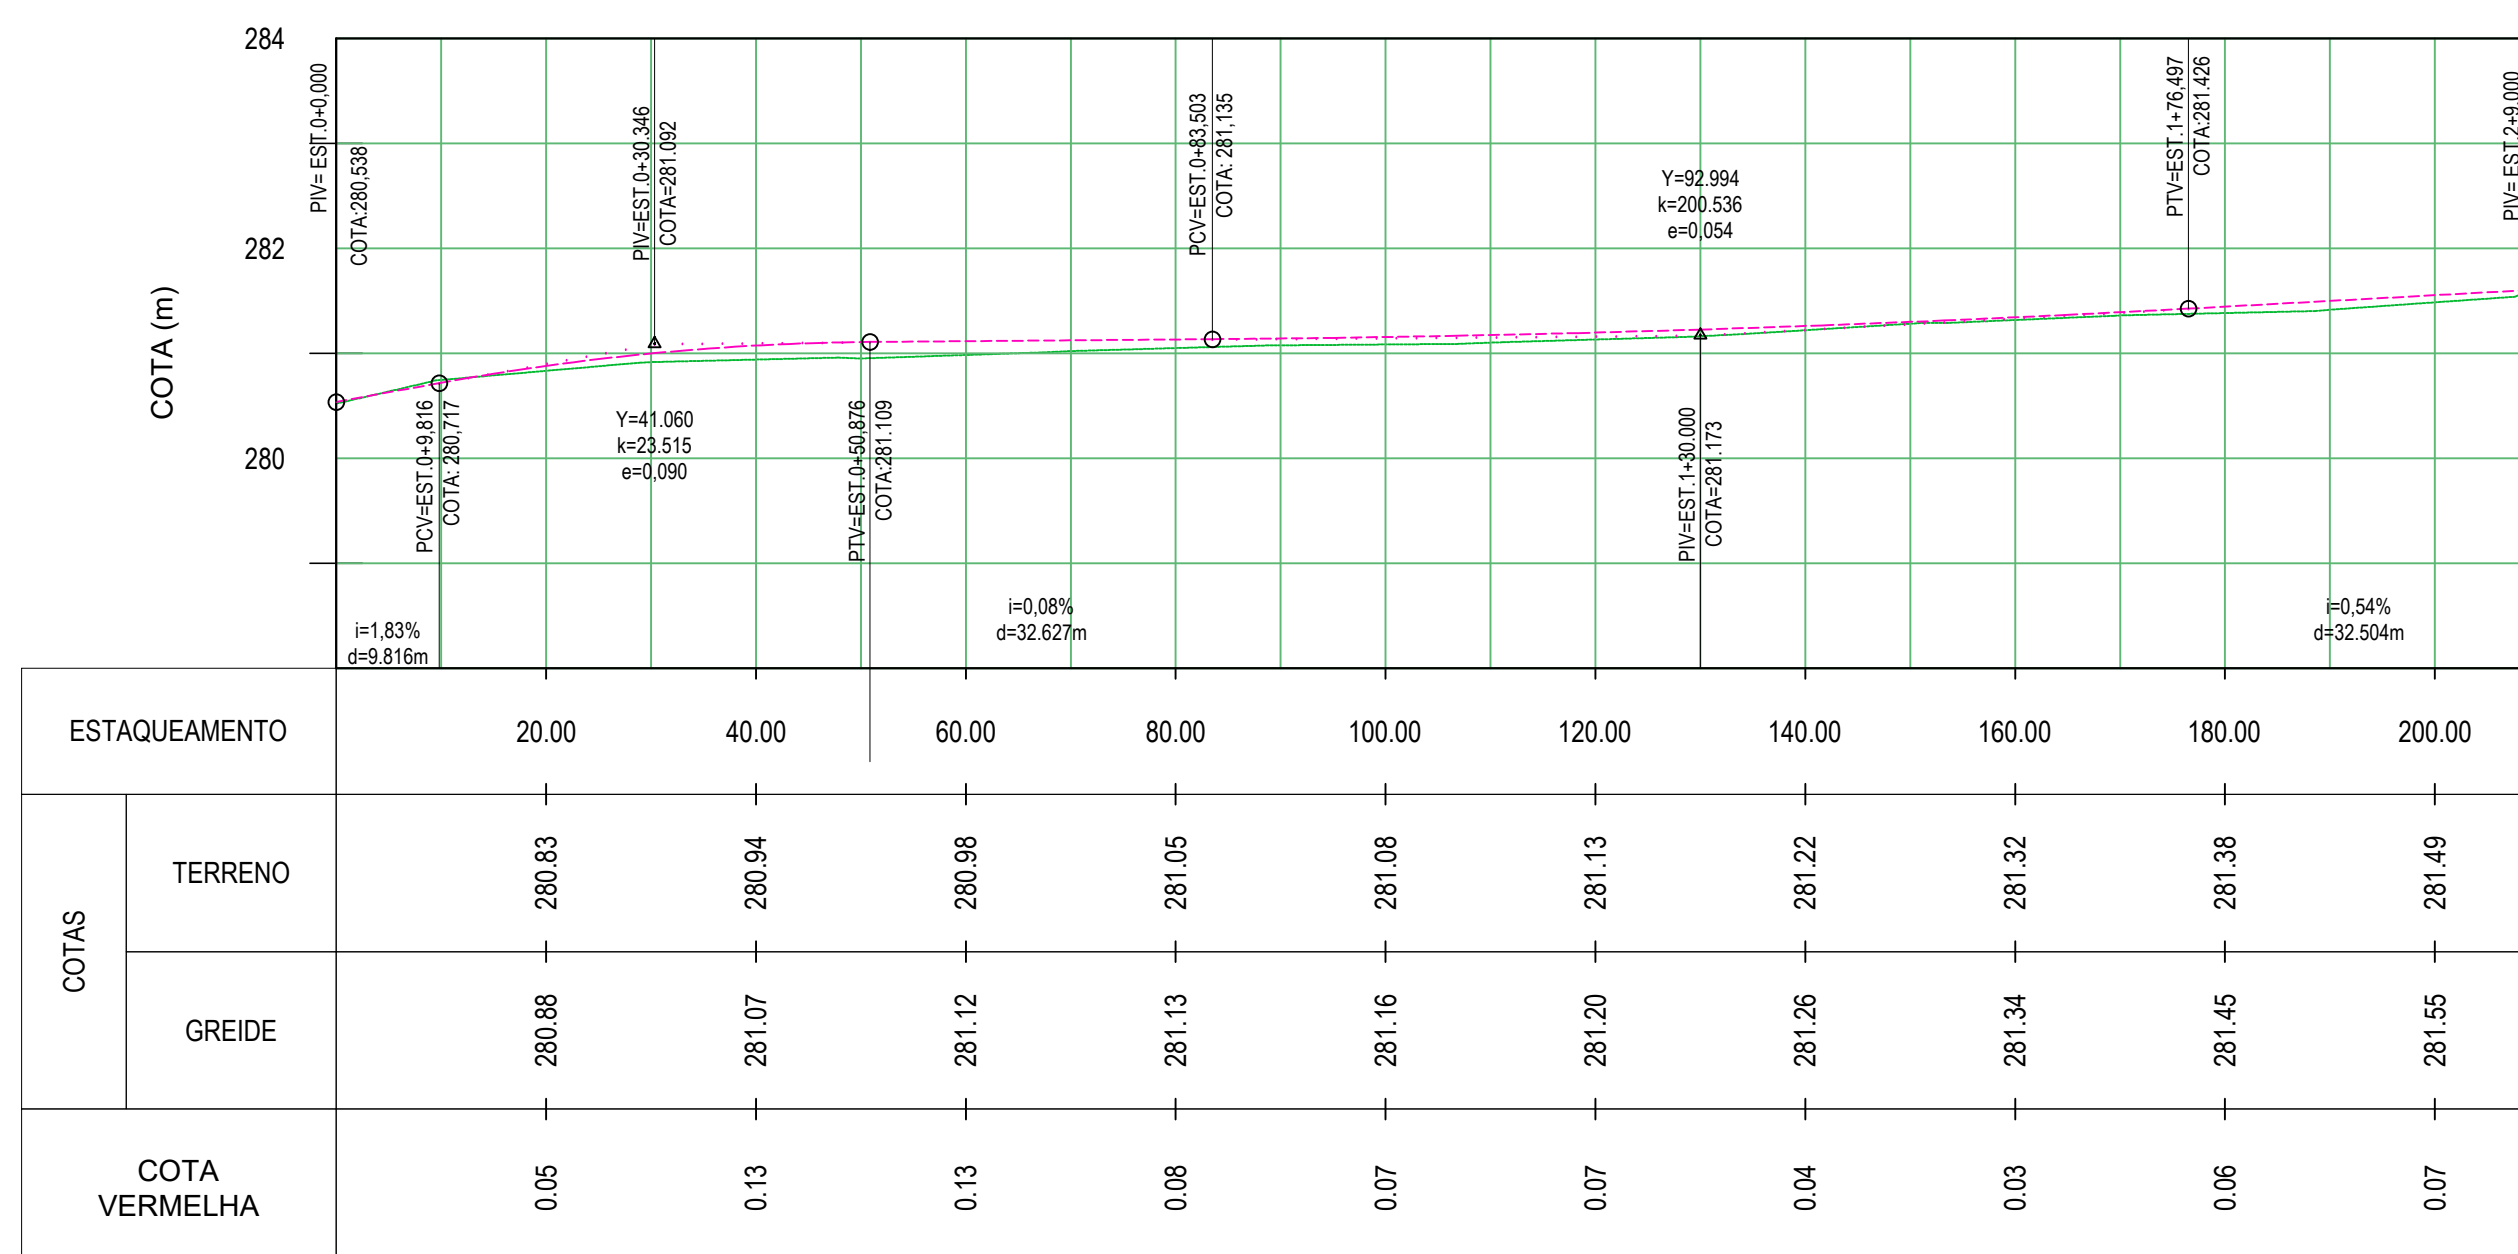 284
282
280
COTA (m)
PIV= EST.0+0,000
COTA:280,538
PCV=EST.0+9,816
COTA: 280,717
PIV=EST.0+30.346
COTA=281.092
Y=41.060
k=23.515
e=0,090
PTV=EST.0+50,876
COTA:281.109
PCV=EST.0+83,503
COTA: 281,135
Y=92.994
k=200.536
e=0,054
PIV=EST.1+30.000
COTA=281.173
PTV=EST.1+76,497
COTA:281.426
PIV= EST.2+9,000
i=1,83%
d=9.816m
i=0,08%
d=32.627m
i=0,54%
d=32.504m
ESTAQUEAMENTO 20.00 40.00 60.00 80.00 100.00 120.00 140.00 160.00 180.00 200.00
COTAS
TERRENO 280.83 280.94 280.98 281.05 281.08 281.13 281.22 281.32 281.38 281.49
GREIDE 280.88 281.07 281.12 281.13 281.16 281.20 281.26 281.34 281.45 281.55
COTA
VERMELHA 0.05 0.13 0.13 0.08 0.07 0.07 0.04 0.03 0.06 0.07